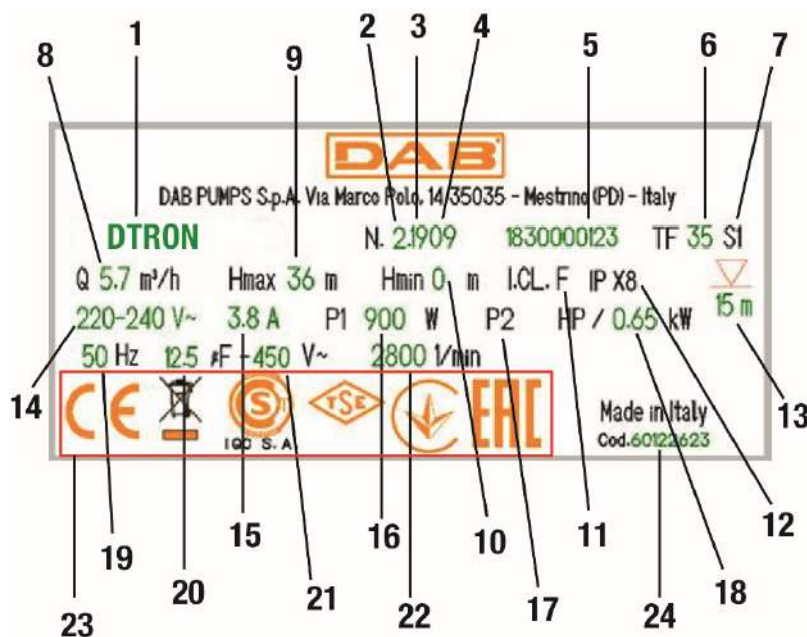 1 2 3 4 5 6 7
8 9
DAB
DAB PUMPS S.p.A. Via Marco Polo, 14 35035 - Mestrino (PD) - Italy
DTRON N. 2.1909 1830000123 TF 35 S1
Q 5.7 m³/h Hmax 36 m Hmin 0 m I.CL. F IP X8
220-240 V~ 3.8 A P1 900 W P2 HP / 0.65 kW 15 m
50 Hz 12.5 µF - 450 V~ 2800 1/min
CE S TSE EAC
IQC S.A
Made in Italy
Cod.60122623
14 13
19 15 16 10 11 12
20 21 22 17 18
23 24